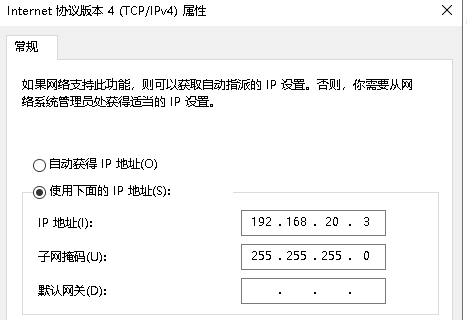 Internet 协议版本 4 (TCP/IPv4) 属性
常规
如果网络支持此功能，则可以获取自动指派的 IP 设置。否则，你需要从网
络系统管理员处获得适当的 IP 设置。
自动获得 IP 地址(O)
使用下面的 IP 地址(S):
IP 地址(I):
192 . 168 . 20 . 3
子网掩码(U):
255 . 255 . 255 . 0
默认网关(D):
. . .